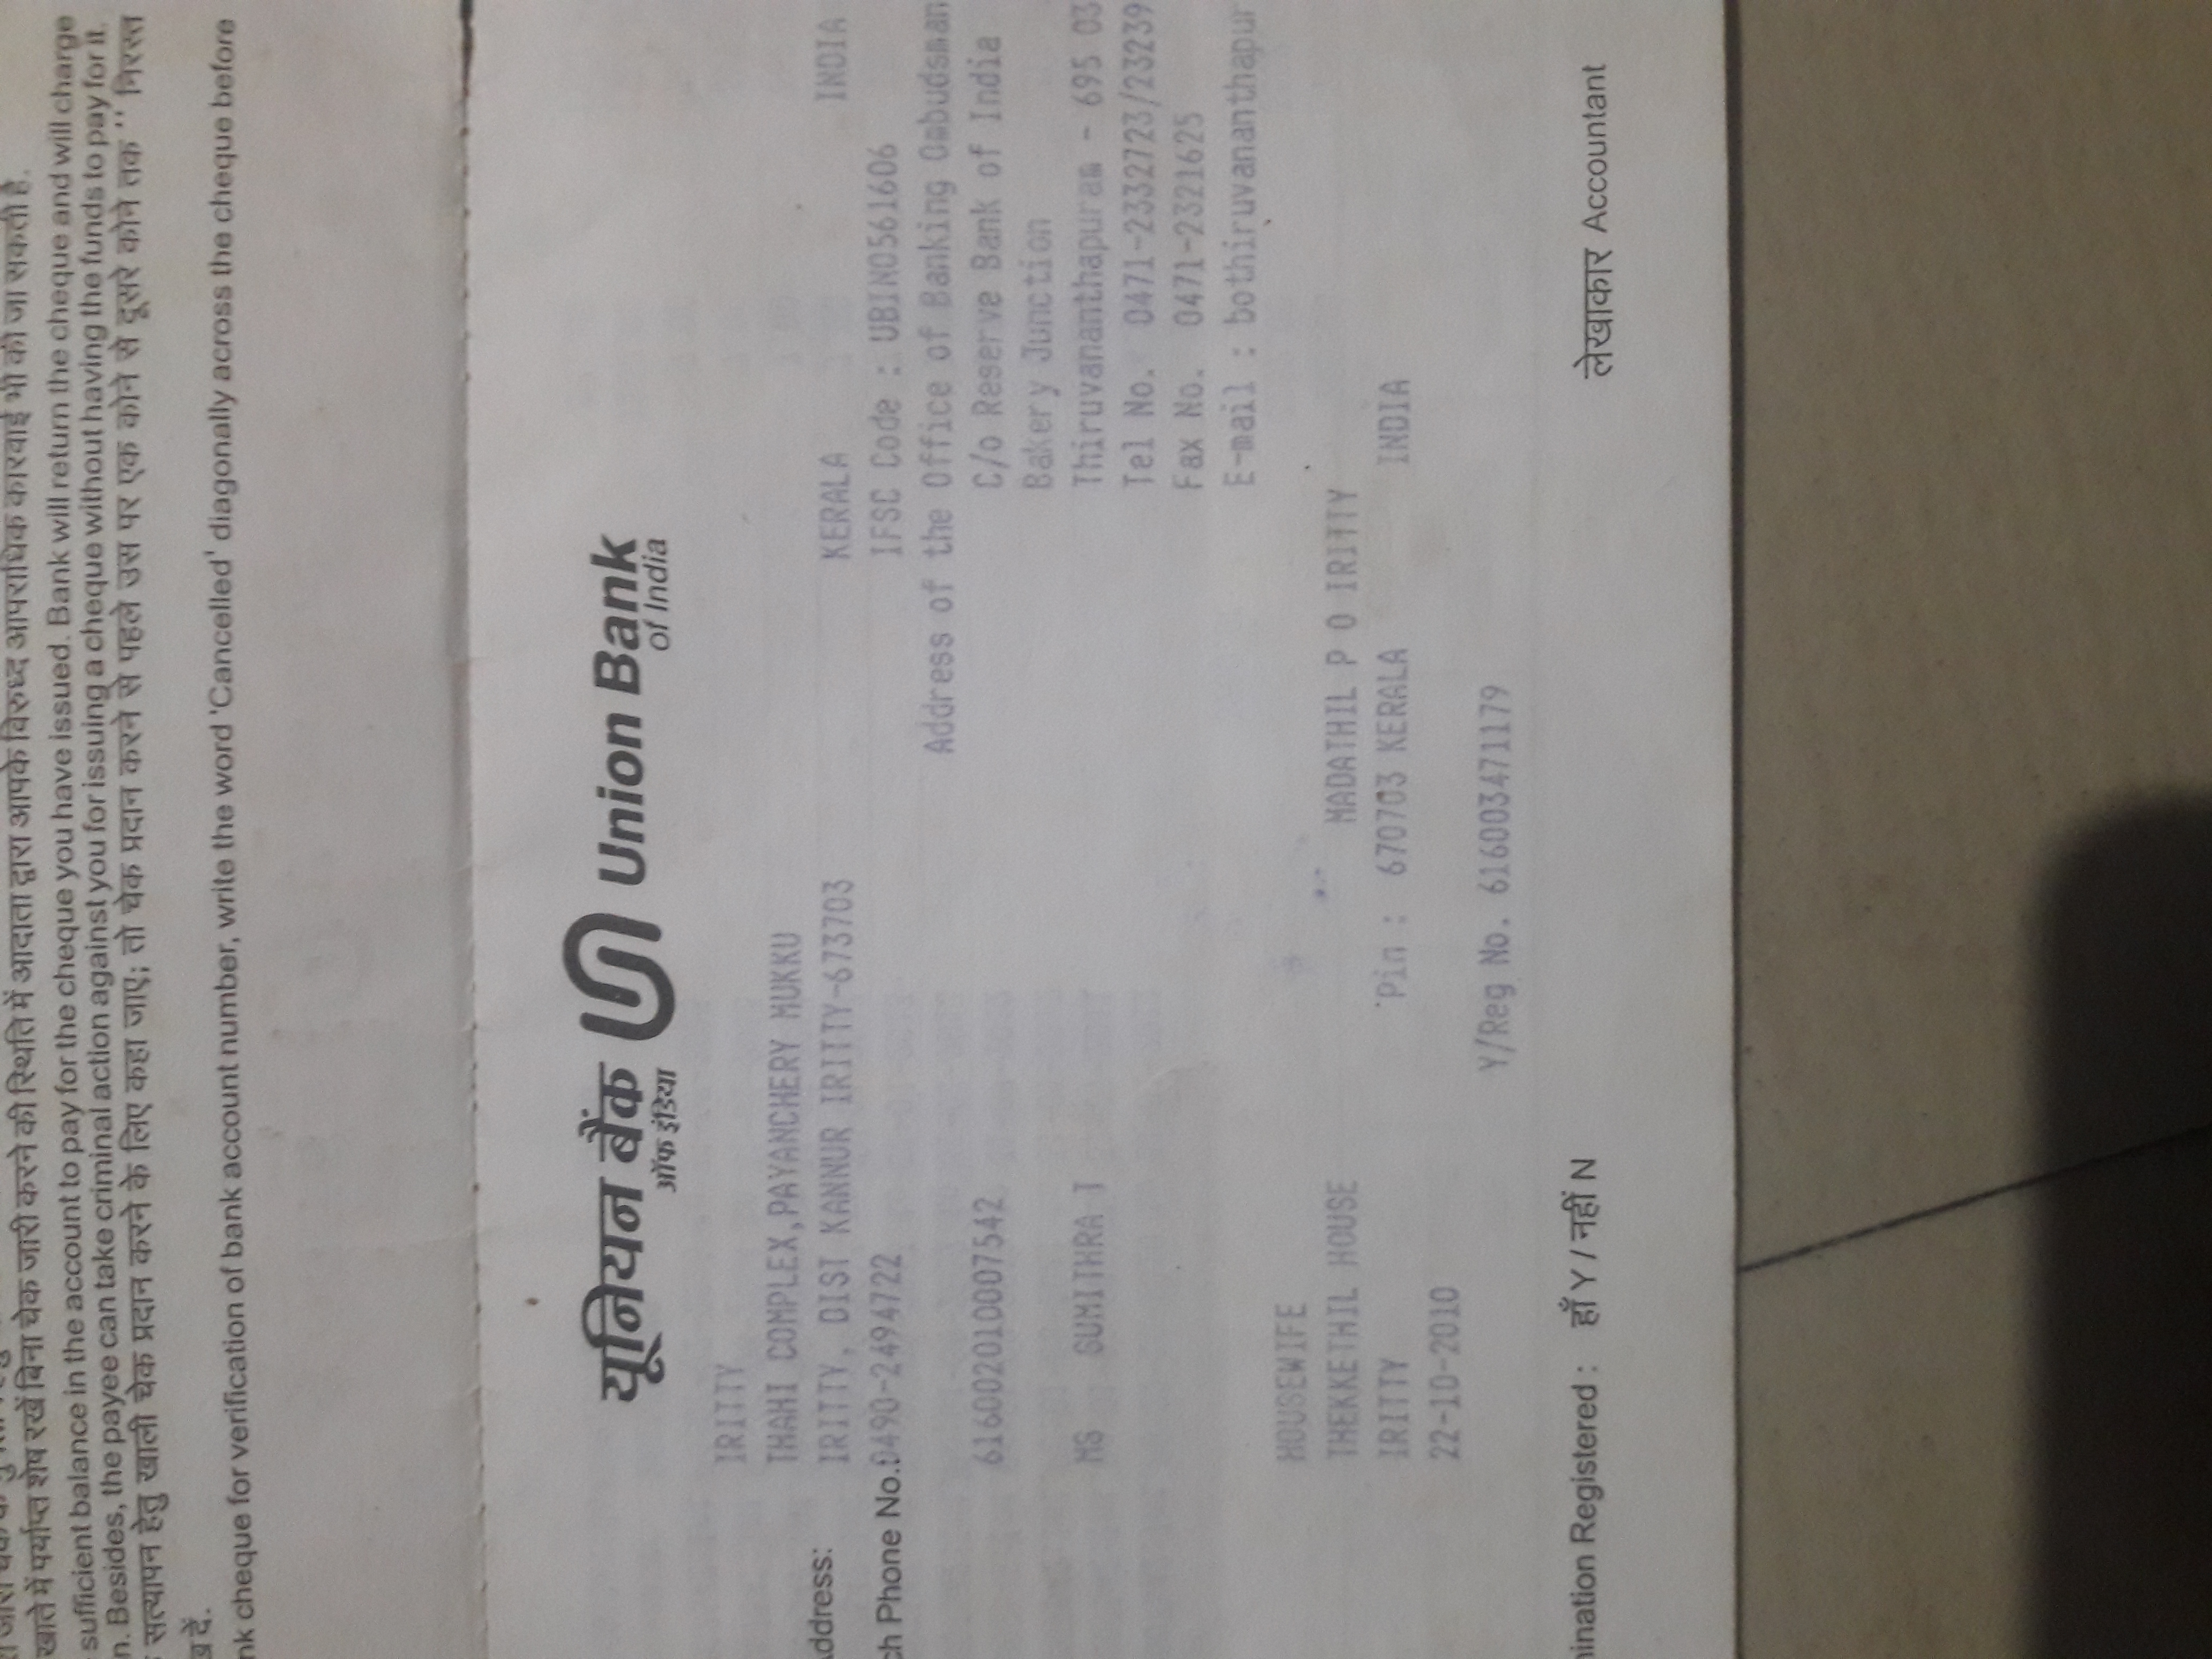 खाते में पर्याप्त शेष रखें बिना चेक जारी करने की स्थिति में आदाता द्वारा आपके विरुध्द आपराधिक कारवाई भी की जा सकती है.
sufficient balance in the account to pay for the cheque you have issued. Bank will return the cheque and will charge
n. Besides, the payee can take criminal action against you for issuing a cheque without having the funds to pay for it.
सत्यापन हेतु खाली चेक प्रदान करने के लिए कहा जाए; तो चेक प्रदान करने से पहले उस पर एक कोने से दूसरे कोने तक '' निरस्त
दें.
nk cheque for verification of bank account number, write the word 'Cancelled' diagonally across the cheque before
यूनियन बैंक Union Bank
ऑफ इंडिया of India
IRITTY
THAHI COMPLEX,PAYANCHERY MUKKU
Address:
IRITTY, DIST KANNUR IRITTY-673703 KERALA INDIA
ch Phone No.:0490-2494722 IFSC Code : UBIN0561606
Address of the Office of Banking Ombudsman
616002010007542 C/o Reserve Bank of India
Bakery Junction
MS SUMITHRA T Thiruvananthapuram - 695 03
Tel No. 0471-2332723/23239
Fax No. 0471-2321625
E-mail : bothiruvananthapur
HOUSEWIFE
THEKKETHIL HOUSE MADATHIL P O IRITTY
IRITTY Pin : 670703 KERALA INDIA
22-10-2010
Y/Reg No. 616003471179
ination Registered : हाँ Y / नहीं N लेखाकार Accountant